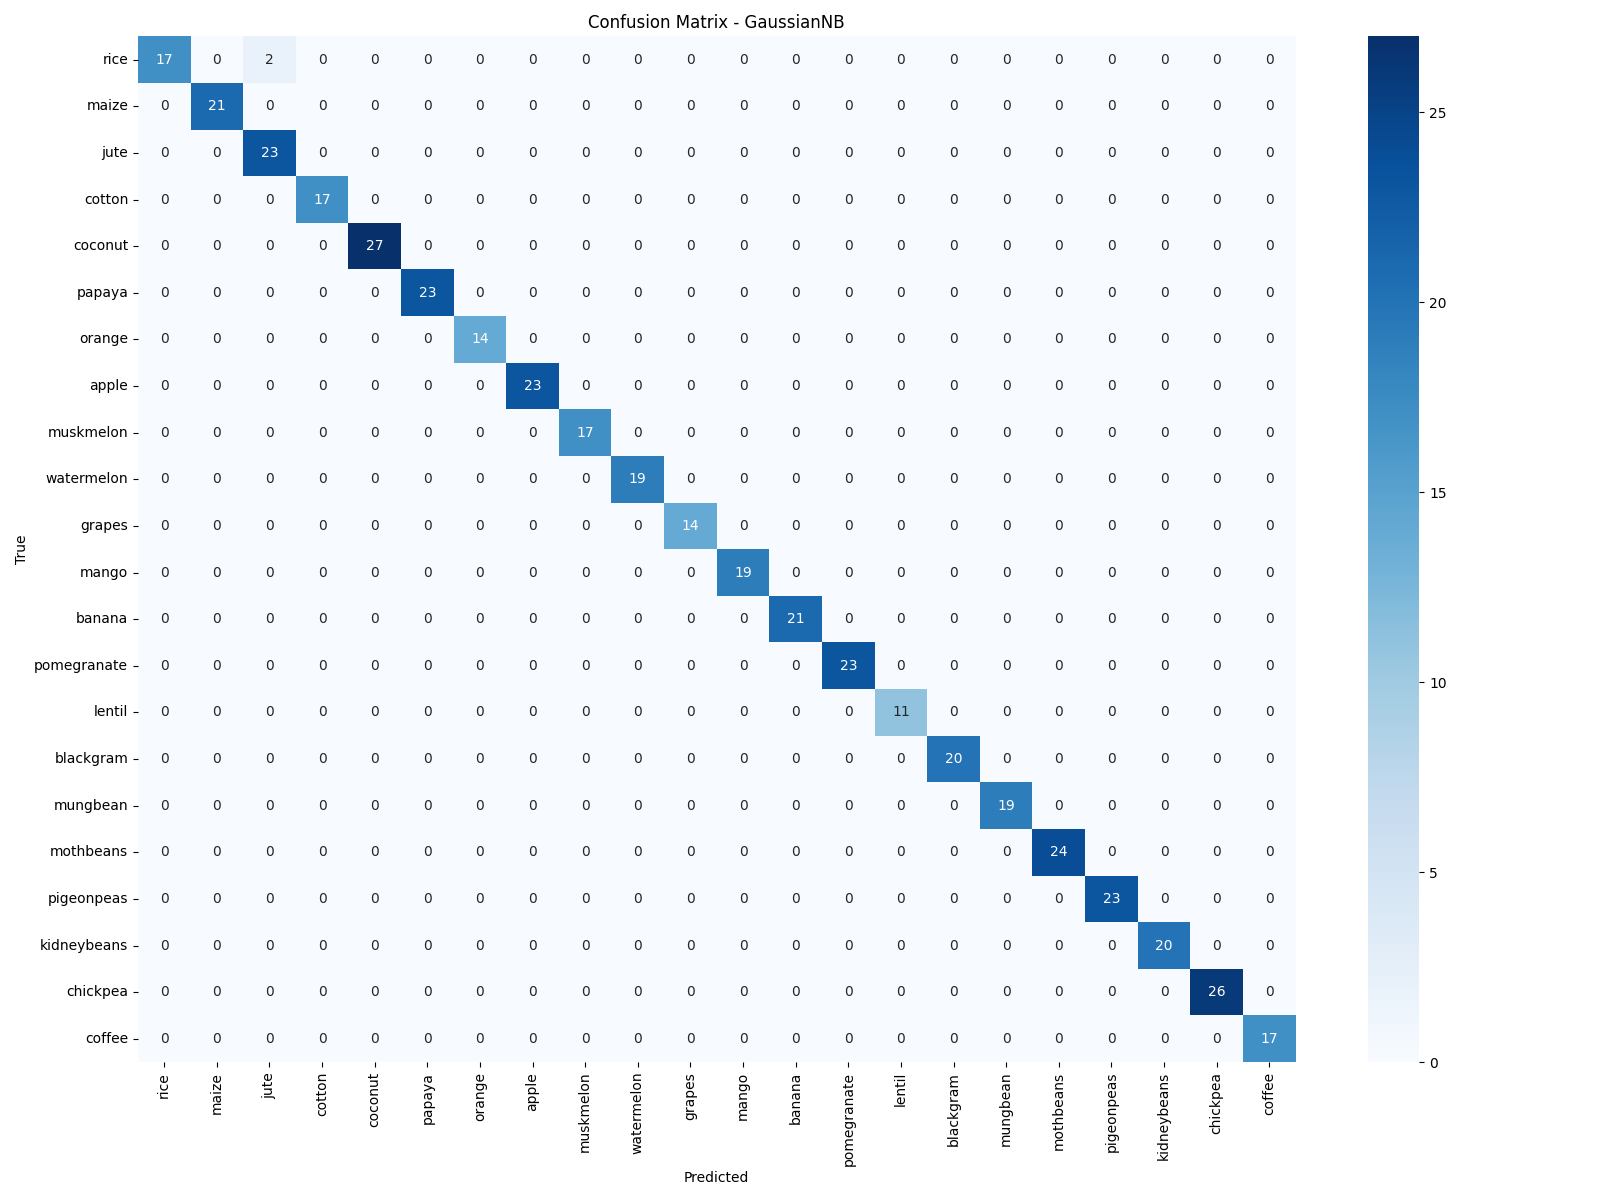 Confusion Matrix - GaussianNB
rice 17 0 2 0 0 0 0 0 0 0 0 0 0 0 0 0 0 0 0 0 0 0
maize 0 21 0 0 0 0 0 0 0 0 0 0 0 0 0 0 0 0 0 0 0 0
jute 0 0 23 0 0 0 0 0 0 0 0 0 0 0 0 0 0 0 0 0 0 0
cotton 0 0 0 17 0 0 0 0 0 0 0 0 0 0 0 0 0 0 0 0 0 0
coconut 0 0 0 0 27 0 0 0 0 0 0 0 0 0 0 0 0 0 0 0 0 0
papaya 0 0 0 0 0 23 0 0 0 0 0 0 0 0 0 0 0 0 0 0 0 0
orange 0 0 0 0 0 0 14 0 0 0 0 0 0 0 0 0 0 0 0 0 0 0
apple 0 0 0 0 0 0 0 23 0 0 0 0 0 0 0 0 0 0 0 0 0 0
muskmelon 0 0 0 0 0 0 0 0 17 0 0 0 0 0 0 0 0 0 0 0 0 0
watermelon 0 0 0 0 0 0 0 0 0 19 0 0 0 0 0 0 0 0 0 0 0 0
grapes 0 0 0 0 0 0 0 0 0 0 14 0 0 0 0 0 0 0 0 0 0 0
mango 0 0 0 0 0 0 0 0 0 0 0 19 0 0 0 0 0 0 0 0 0 0
banana 0 0 0 0 0 0 0 0 0 0 0 0 21 0 0 0 0 0 0 0 0 0
pomegranate 0 0 0 0 0 0 0 0 0 0 0 0 0 23 0 0 0 0 0 0 0 0
lentil 0 0 0 0 0 0 0 0 0 0 0 0 0 0 11 0 0 0 0 0 0 0
blackgram 0 0 0 0 0 0 0 0 0 0 0 0 0 0 0 20 0 0 0 0 0 0
mungbean 0 0 0 0 0 0 0 0 0 0 0 0 0 0 0 0 19 0 0 0 0 0
mothbeans 0 0 0 0 0 0 0 0 0 0 0 0 0 0 0 0 0 24 0 0 0 0
pigeonpeas 0 0 0 0 0 0 0 0 0 0 0 0 0 0 0 0 0 0 23 0 0 0
kidneybeans 0 0 0 0 0 0 0 0 0 0 0 0 0 0 0 0 0 0 0 20 0 0
chickpea 0 0 0 0 0 0 0 0 0 0 0 0 0 0 0 0 0 0 0 0 26 0
coffee 0 0 0 0 0 0 0 0 0 0 0 0 0 0 0 0 0 0 0 0 0 17
True
rice maize jute cotton coconut papaya orange apple muskmelon watermelon grapes mango banana pomegranate lentil blackgram mungbean mothbeans pigeonpeas kidneybeans chickpea coffee
Predicted
25
20
15
10
5
0